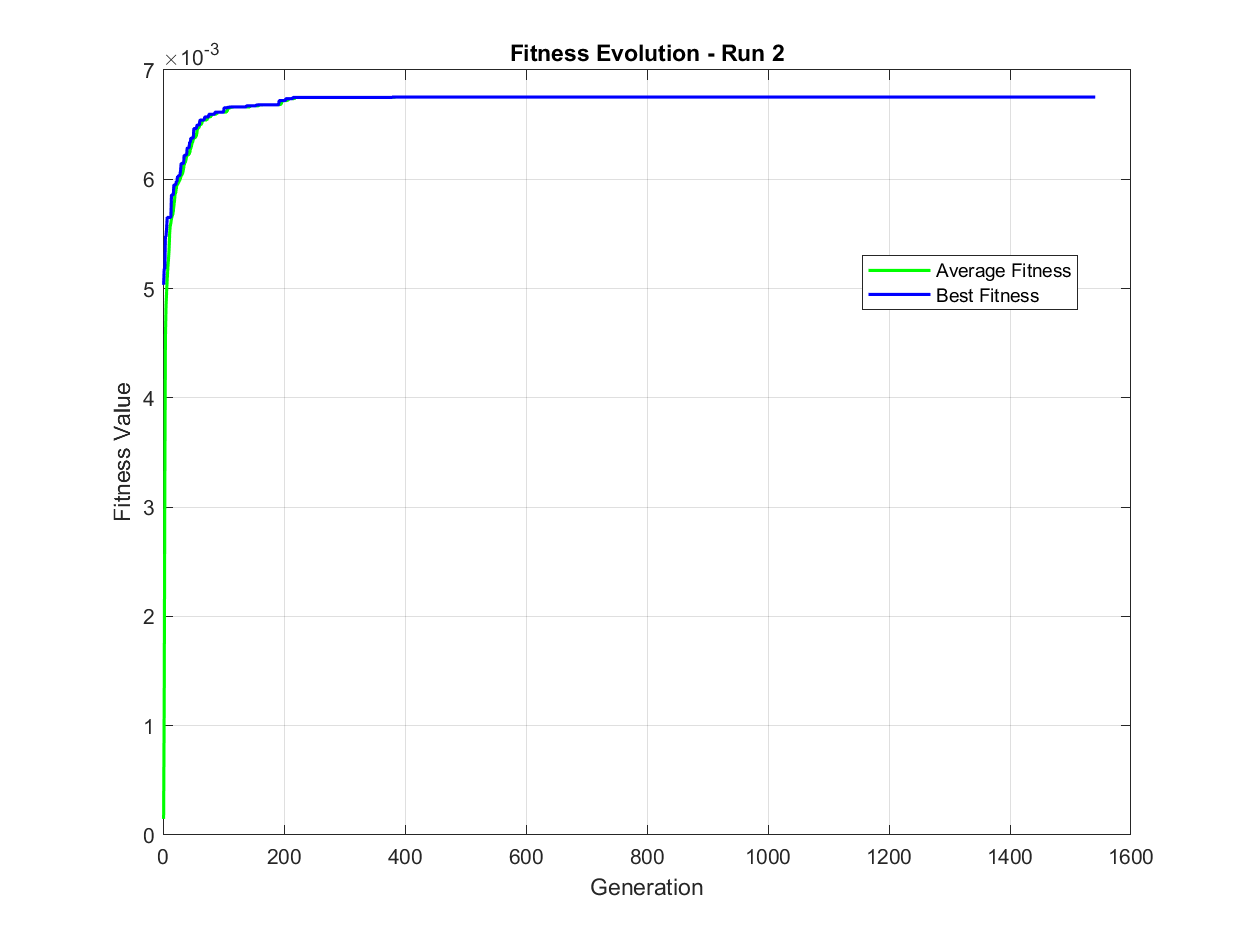 Fitness Evolution - Run 2
×10⁻³
7
6
5
4
3
2
1
0
Fitness Value
Average Fitness
Best Fitness
0 200 400 600 800 1000 1200 1400 1600
Generation